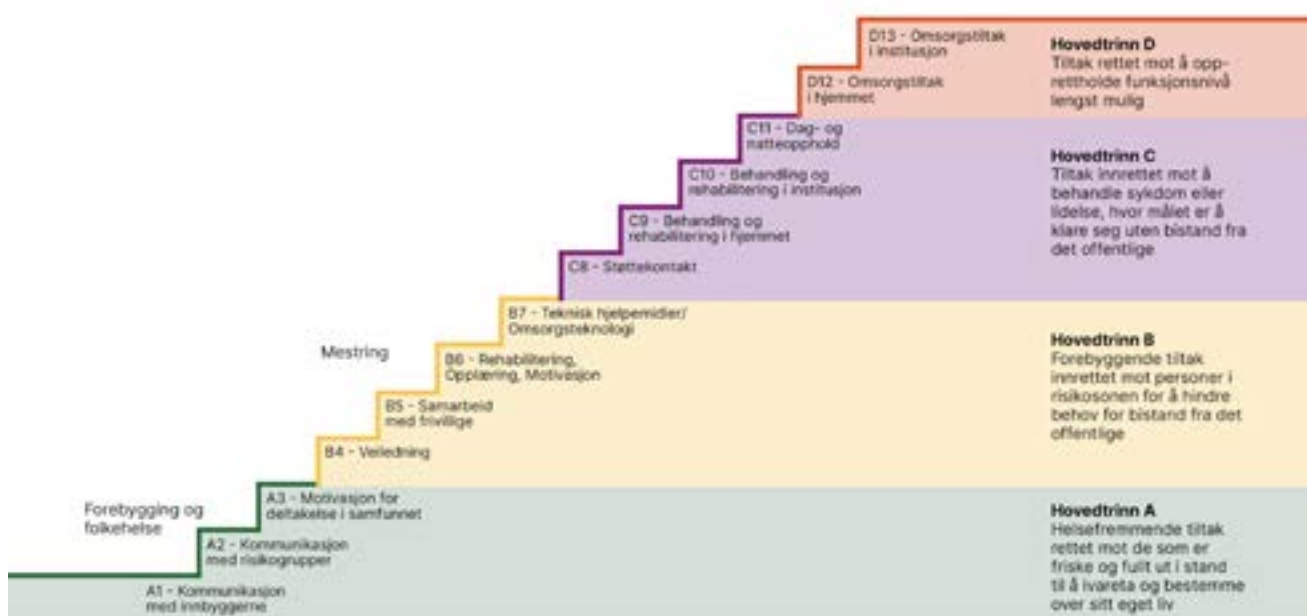 D13 - Omsorgstiltak
i institusjon
Hovedtrinn D
Tiltak rettet mot å opp-
rettholde funksjonsnivå
lengst mulig
D12 - Omsorgstiltak
i hjemmet
C11 - Dag- og
natteopphold
C10 - Behandling og
rehabilitering i institusjon
Hovedtrinn C
Tiltak innrettet mot å
behandle sykdom eller
lidelse, hvor målet er å
klare seg uten bistand fra
det offentlige
C9 - Behandling og
rehabilitering i hjemmet
C8 - Støttekontakt
B7 - Teknisk hjelpemidler/
Omsorgsteknologi
Mestring
B6 - Rehabilitering,
Opplæring, Motivasjon
Hovedtrinn B
Forebyggende tiltak
innrettet mot personer i
risikosonen for å hindre
behov for bistand fra det
offentlige
B5 - Samarbeid
med frivillige
B4 - Veiledning
A3 - Motivasjon for
deltakelse i samfunnet
Forebygging og
folkehelse
Hovedtrinn A
Helsefremmende tiltak
rettet mot de som er
friske og fullt ut i stand
til å ivareta og bestemme
over sitt eget liv
A2 - Kommunikasjon
med risikogrupper
A1 - Kommunikasjon
med innbyggerne